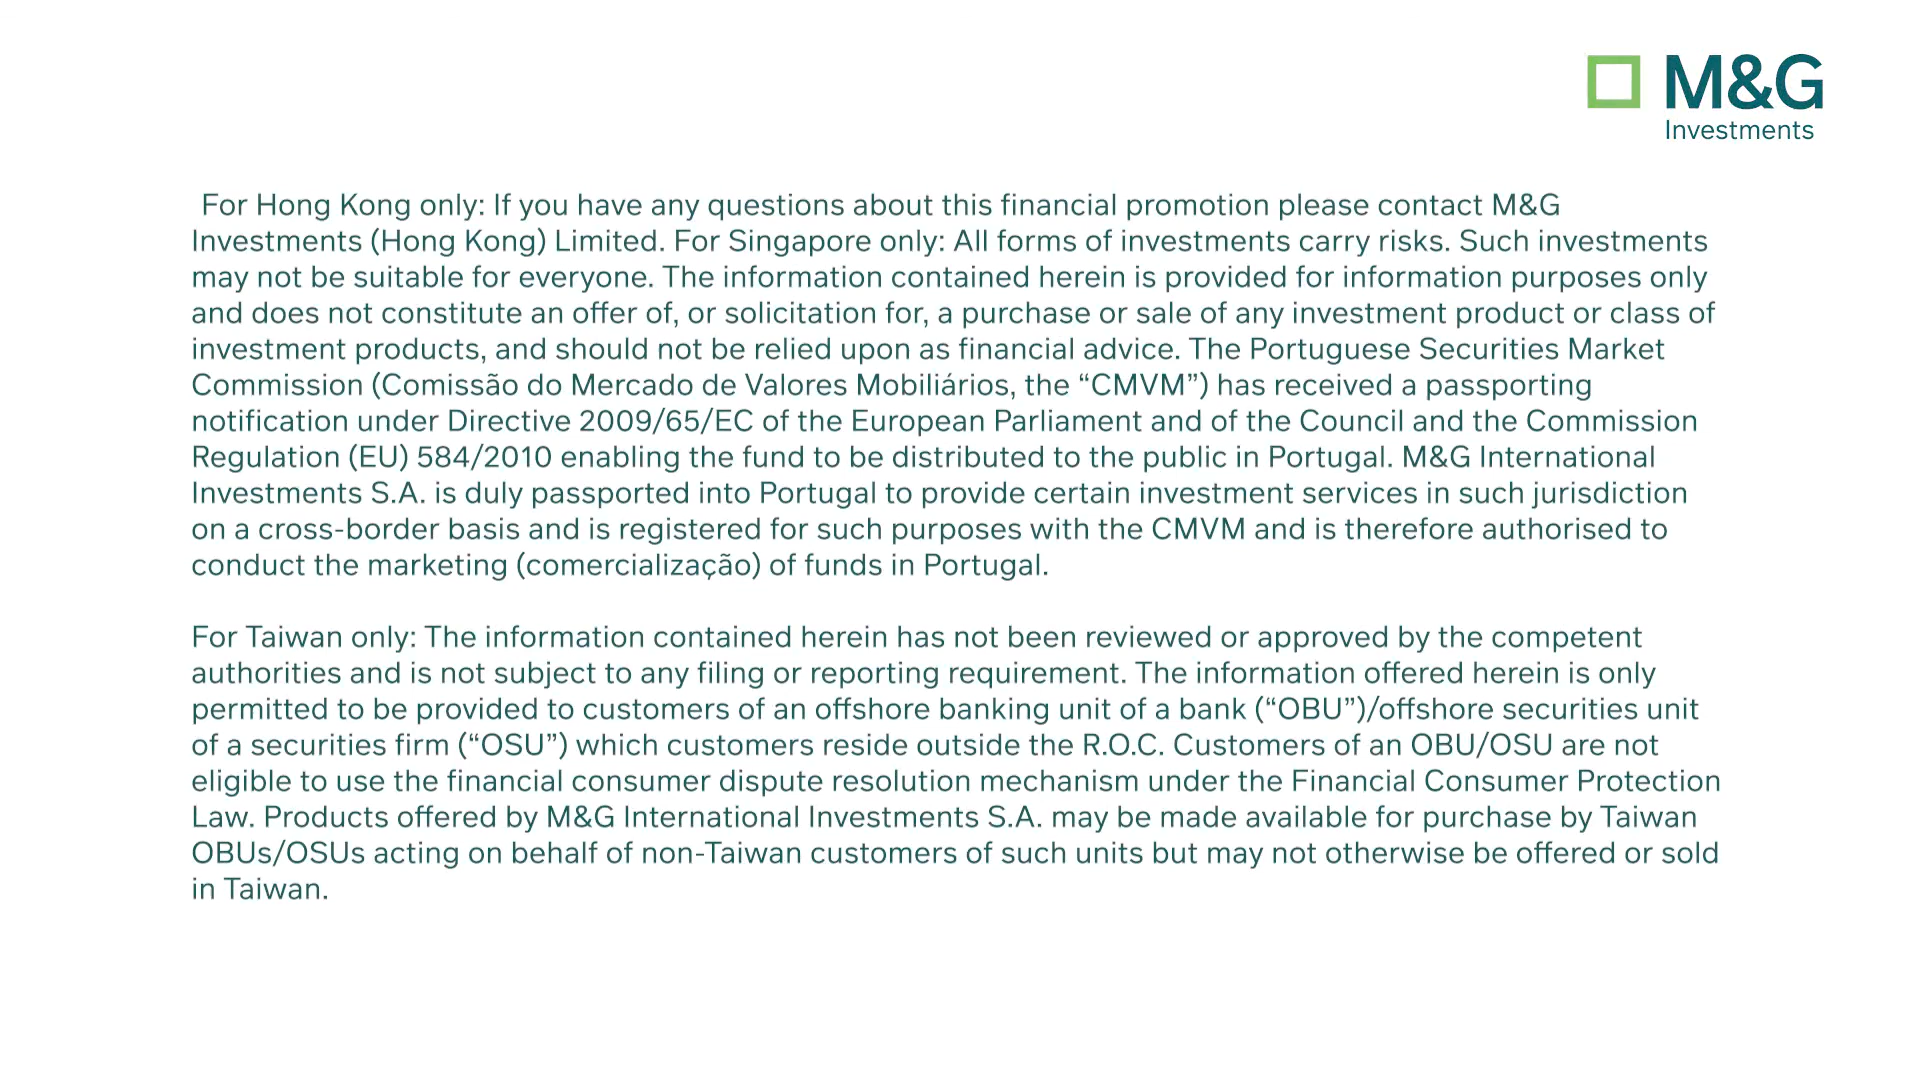 M&G
Investments
For Hong Kong only: If you have any questions about this financial promotion please contact M&G
Investments (Hong Kong) Limited. For Singapore only: All forms of investments carry risks. Such investments
may not be suitable for everyone. The information contained herein is provided for information purposes only
and does not constitute an offer of, or solicitation for, a purchase or sale of any investment product or class of
investment products, and should not be relied upon as financial advice. The Portuguese Securities Market
Commission (Comissão do Mercado de Valores Mobiliários, the “CMVM”) has received a passporting
notification under Directive 2009/65/EC of the European Parliament and of the Council and the Commission
Regulation (EU) 584/2010 enabling the fund to be distributed to the public in Portugal. M&G International
Investments S.A. is duly passported into Portugal to provide certain investment services in such jurisdiction
on a cross-border basis and is registered for such purposes with the CMVM and is therefore authorised to
conduct the marketing (comercialização) of funds in Portugal.
For Taiwan only: The information contained herein has not been reviewed or approved by the competent
authorities and is not subject to any filing or reporting requirement. The information offered herein is only
permitted to be provided to customers of an offshore banking unit of a bank (“OBU”)/offshore securities unit
of a securities firm (“OSU”) which customers reside outside the R.O.C. Customers of an OBU/OSU are not
eligible to use the financial consumer dispute resolution mechanism under the Financial Consumer Protection
Law. Products offered by M&G International Investments S.A. may be made available for purchase by Taiwan
OBUs/OSUs acting on behalf of non-Taiwan customers of such units but may not otherwise be offered or sold
in Taiwan.